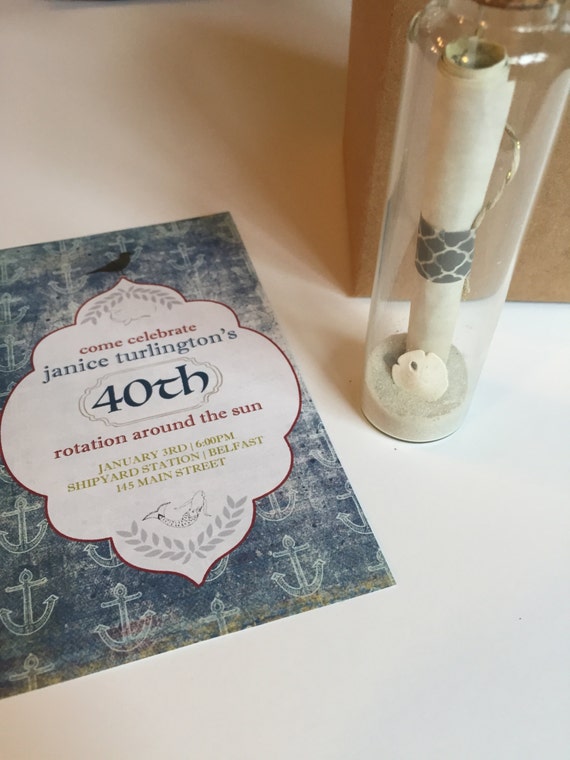 come celebrate
janice turlington's
40th
rotation around the sun
JANUARY 3RD | 6:00PM
SHIPYARD STATION | BELFAST
145 MAIN STREET